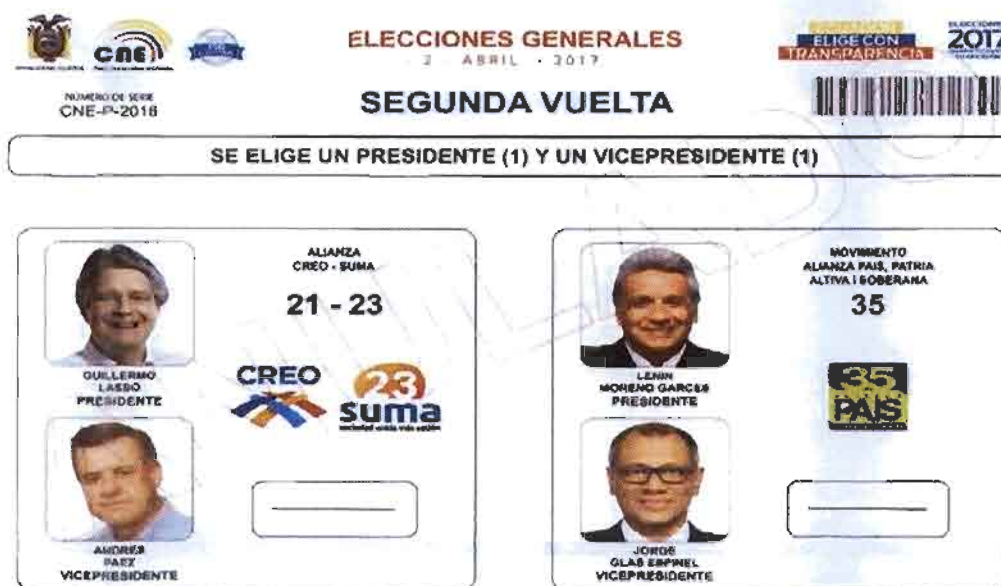 cne
ELECCIONES GENERALES
2 ABRIL · 2017
ELIGE CON
TRANSPARENCIA
ELECCIONES
2017
NÚMERO DE SERIE
CNE-P-2016
SEGUNDA VUELTA
SE ELIGE UN PRESIDENTE (1) Y UN VICEPRESIDENTE (1)
ALIANZA
CREO - SUMA
21 - 23
GUILLERMO
LASSO
PRESIDENTE
CREO
23
suma
ANDRES
PAEZ
VICEPRESIDENTE
MOVIMIENTO
ALIANZA PAIS, PATRIA
ALTIVA I SOBERANA
35
LENIN
MORENO GARCES
PRESIDENTE
35
PAIS
JORGE
GLAS ESPINEL
VICEPRESIDENTE